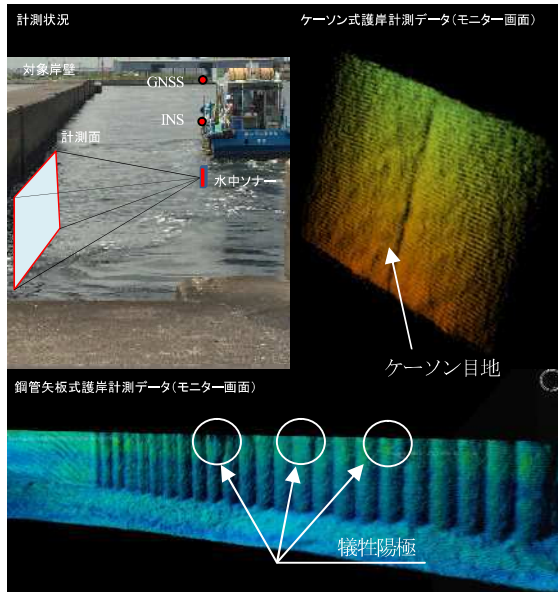 計測状況
対象岸壁
GNSS
INS
計測面
水中ソナー
ケーソン式護岸計測データ(モニター画面)
ケーソン目地
鋼管矢板式護岸計測データ(モニター画面)
犠牲陽極